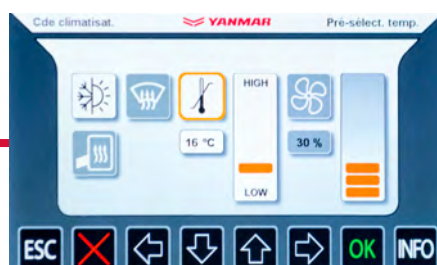 Cde climatisat. YANMAR Pré-sélect. temp.
HIGH
16 °C
30 %
LOW
ESC OK INFO